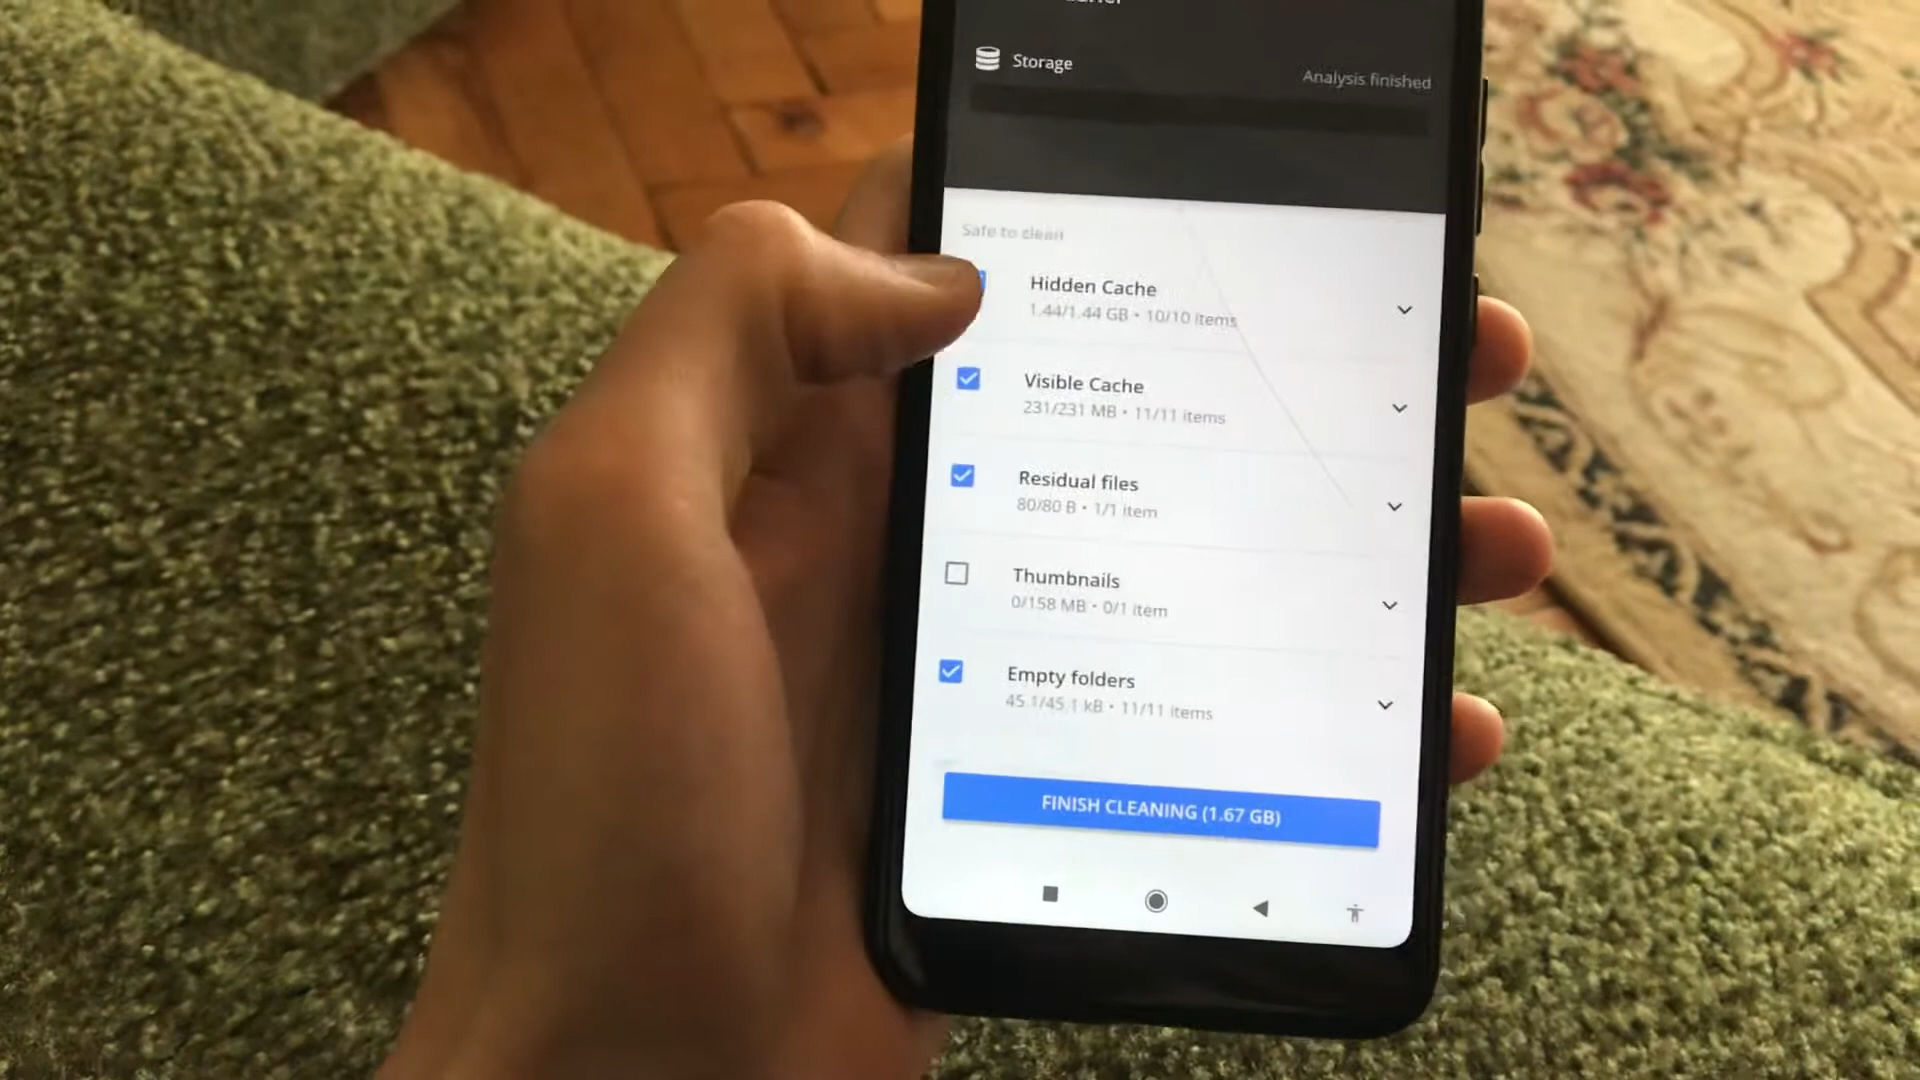 Storage
Analysis finished
Safe to clean
Hidden Cache
1.44/1.44 GB • 10/10 items
Visible Cache
231/231 MB • 11/11 items
Residual files
80/80 B • 1/1 item
Thumbnails
0/158 MB • 0/1 item
Empty folders
45.1/45.1 kB • 11/11 items
FINISH CLEANING (1.67 GB)